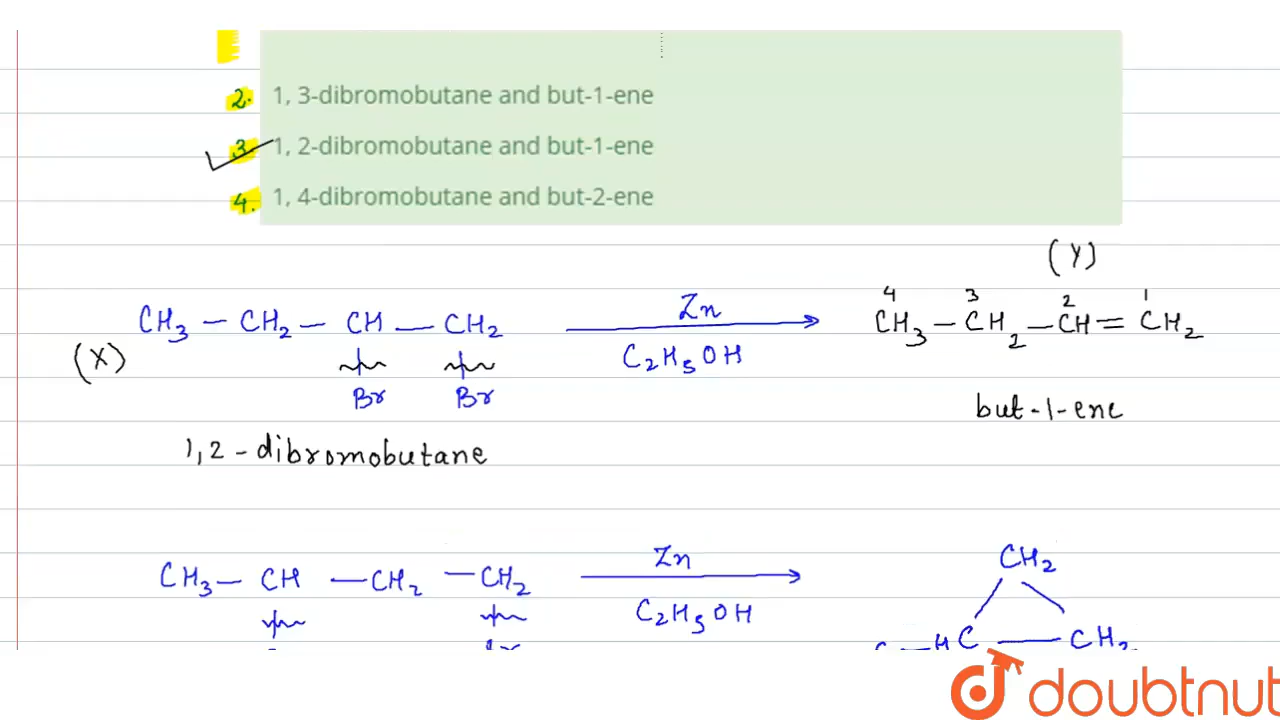 2. 1, 3-dibromobutane and but-1-ene
3. 1, 2-dibromobutane and but-1-ene
4. 1, 4-dibromobutane and but-2-ene
(Y)
4 3 2 1
CH3 — CH2 — CH — CH2 Zn CH3 — CH2 — CH = CH2
(X) C2H5OH
Br Br
but-1-ene
1,2-dibromobutane
CH3 — CH — CH2 — CH2 Zn CH2
C2H5OH
HC — CH2
doubtnut